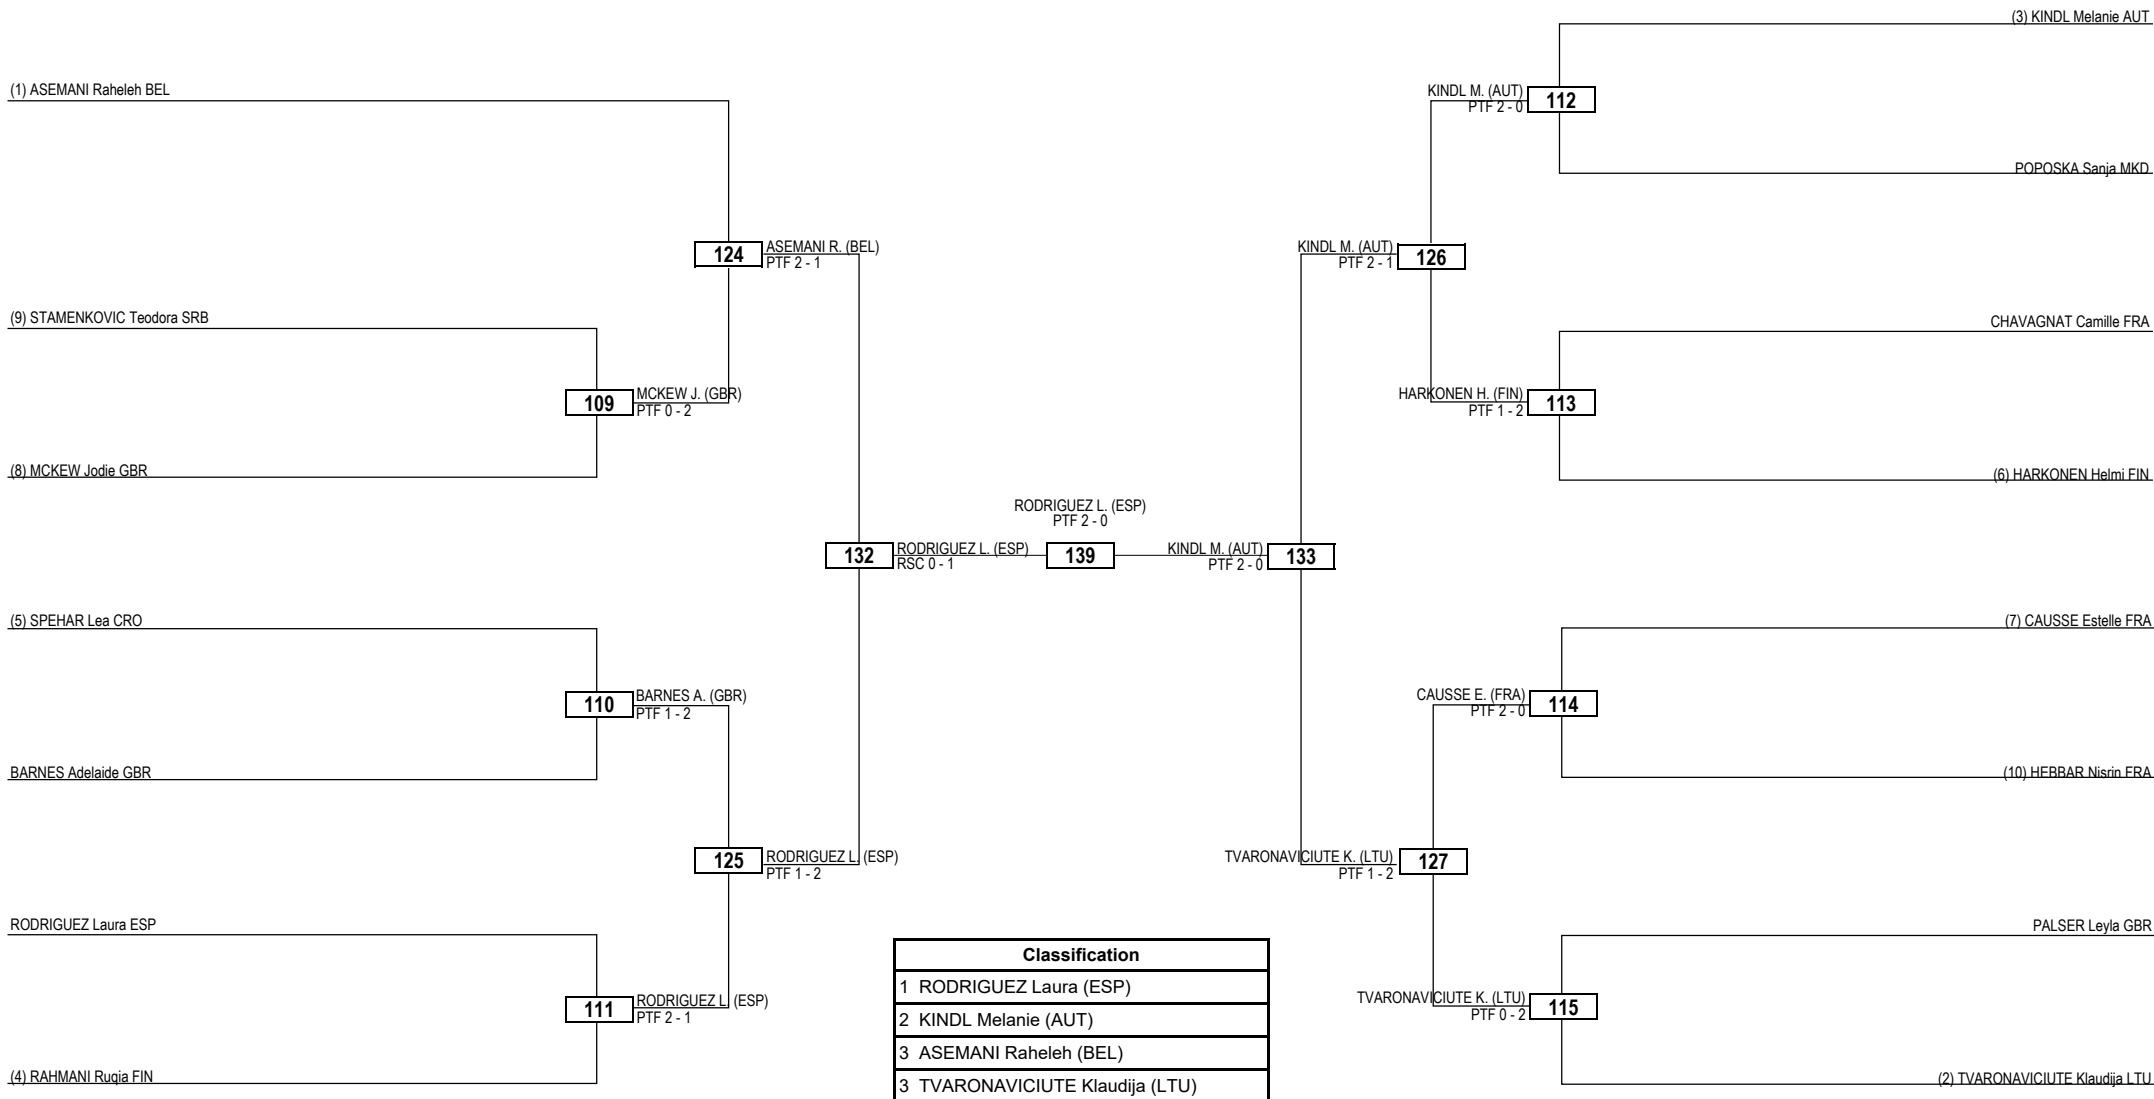 (1) ASEMANI Raheleh BEL
124
ASEMANI R. (BEL)
PTF 2 - 1
(9) STAMENKOVIC Teodora SRB
109
MCKEW J. (GBR)
PTF 0 - 2
(8) MCKEW Jodie GBR
132
RODRIGUEZ L. (ESP)
RSC 0 - 1
(5) SPEHAR Lea CRO
110
BARNES A. (GBR)
PTF 1 - 2
BARNES Adelaide GBR
125
RODRIGUEZ L. (ESP)
PTF 1 - 2
RODRIGUEZ Laura ESP
111
RODRIGUEZ L. (ESP)
PTF 2 - 1
(4) RAHMANI Ruqia FIN
RODRIGUEZ L. (ESP)
PTF 2 - 0
139
(3) KINDL Melanie AUT
KINDL M. (AUT)
PTF 2 - 0
112
POPOSKA Sanja MKD
KINDL M. (AUT)
PTF 2 - 1
126
CHAVAGNAT Camille FRA
HARKONEN H. (FIN)
PTF 1 - 2
113
(6) HARKONEN Helmi FIN
KINDL M. (AUT)
PTF 2 - 0
133
(7) CAUSSE Estelle FRA
CAUSSE E. (FRA)
PTF 2 - 0
114
(10) HEBBAR Nisrin FRA
TVARONAVICIUTE K. (LTU)
PTF 1 - 2
127
PALSER Leyla GBR
TVARONAVICIUTE K. (LTU)
PTF 0 - 2
115
(2) TVARONAVICIUTE Klaudija LTU
Classification
1 RODRIGUEZ Laura (ESP)
2 KINDL Melanie (AUT)
3 ASEMANI Raheleh (BEL)
3 TVARONAVICIUTE Klaudija (LTU)